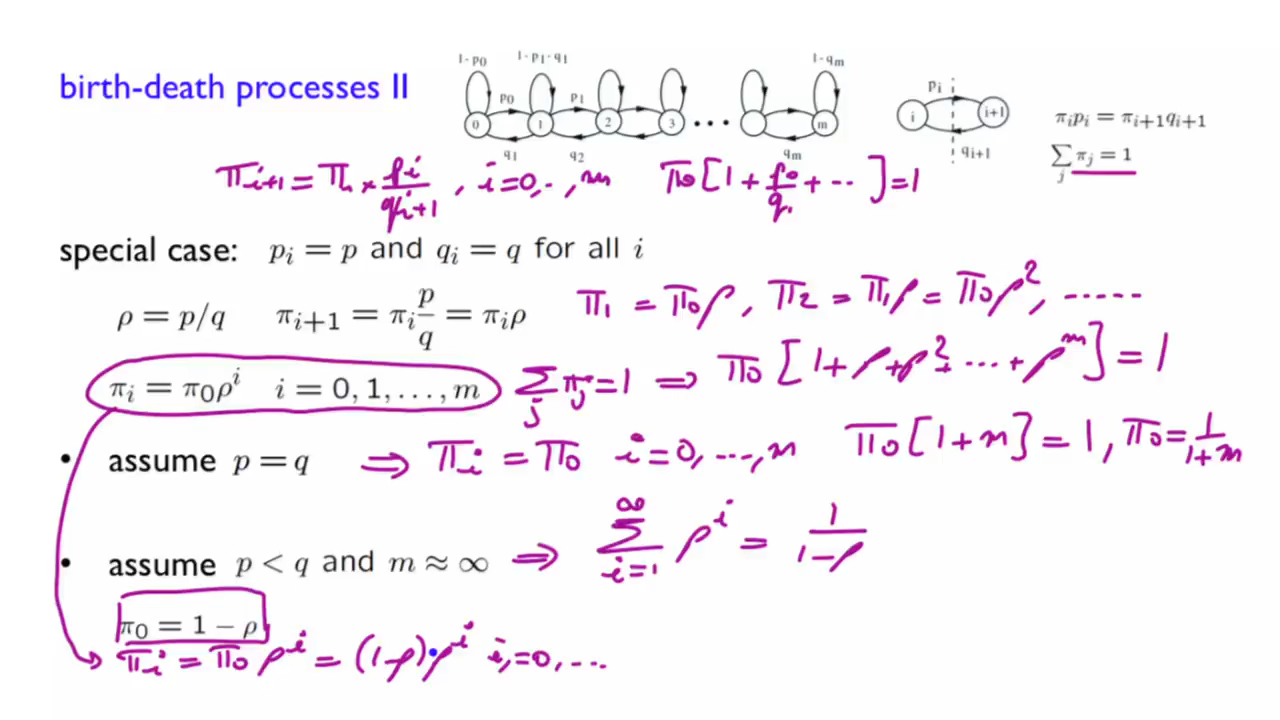 birth-death processes II
1-p₀ 1-p₁-q₁ 1-qₘ
p₀ p₁
0 1 2 3 ... m
q₁ q₂ qₘ
pᵢ
i i+1
qᵢ₊₁
πᵢpᵢ = πᵢ₊₁qᵢ₊₁
∑ⱼ πⱼ = 1
πᵢ₊₁ = πᵢ × pᵢ/qᵢ₊₁, i=0,..,m π₀[1 + p₀/q₁ + ...] = 1
special case: pᵢ = p and qᵢ = q for all i
ρ = p/q πᵢ₊₁ = πᵢ p/q = πᵢρ π₁ = π₀ρ, π₂ = π₁ρ = π₀ρ², ......
πᵢ = π₀ρⁱ i = 0, 1, ..., m ∑ⱼ πⱼ = 1 ⇒ π₀[1+ρ+ρ²+...+ρᵐ] = 1
• assume p = q ⇒ πᵢ = π₀ i=0,...,m π₀[1+m] = 1, π₀ = 1/1+m
• assume p < q and m ≈ ∞ ⇒ ∑_{i=1}^{∞} ρⁱ = 1/1-ρ
π₀ = 1 − ρ
πᵢ = π₀ρⁱ = (1-ρ)·ρⁱ i,=0,...